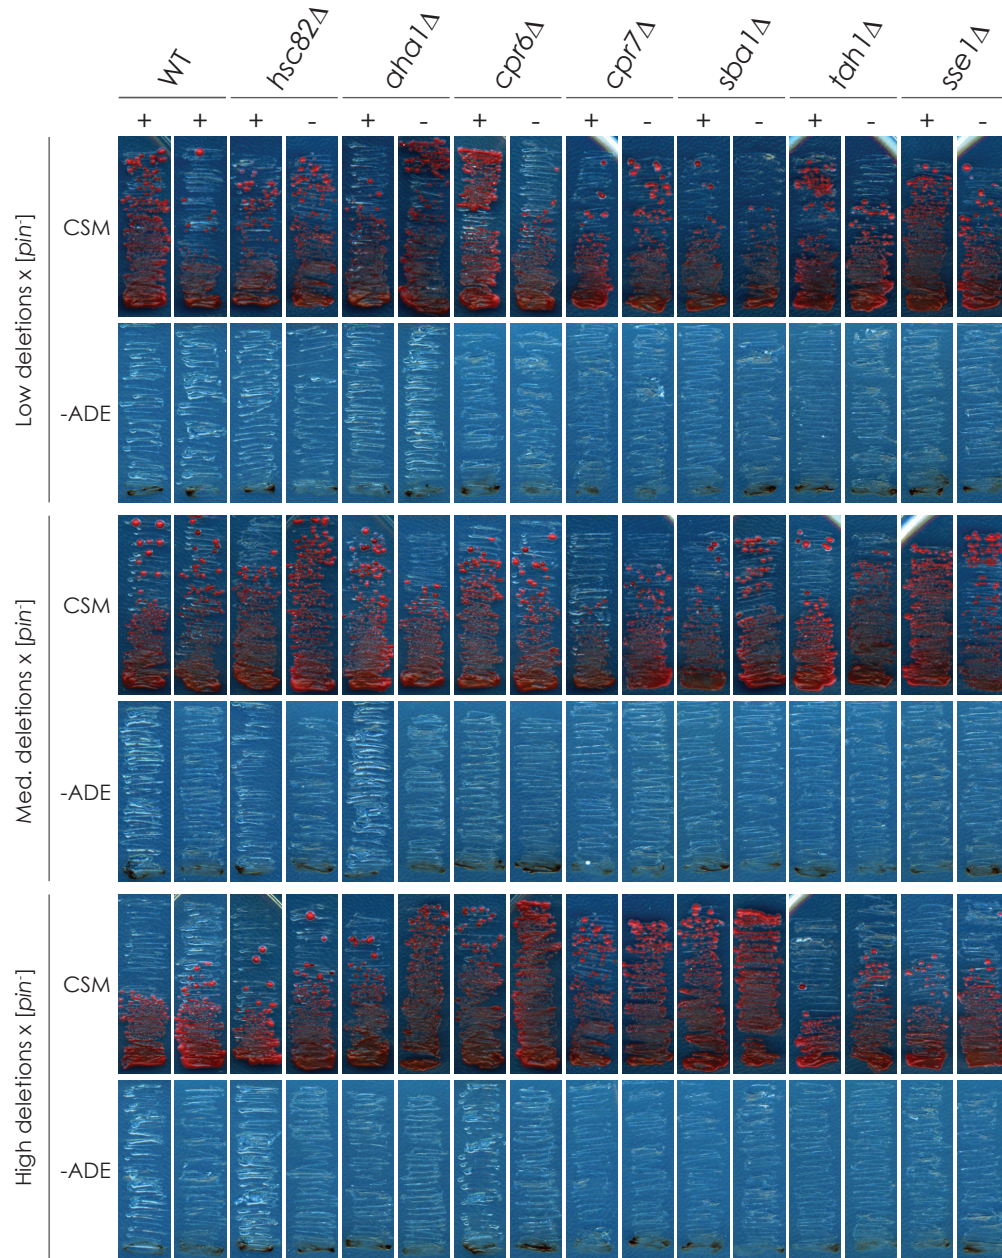 WT hsc82Δ aha1Δ cpr6Δ cpr7Δ sba1Δ tah1Δ sse1Δ
+ + + - + - + - + - + - + - + -
Low deletions x [pin⁻]
CSM
-ADE
Med. deletions x [pin⁻]
CSM
-ADE
High deletions x [pin⁻]
CSM
-ADE